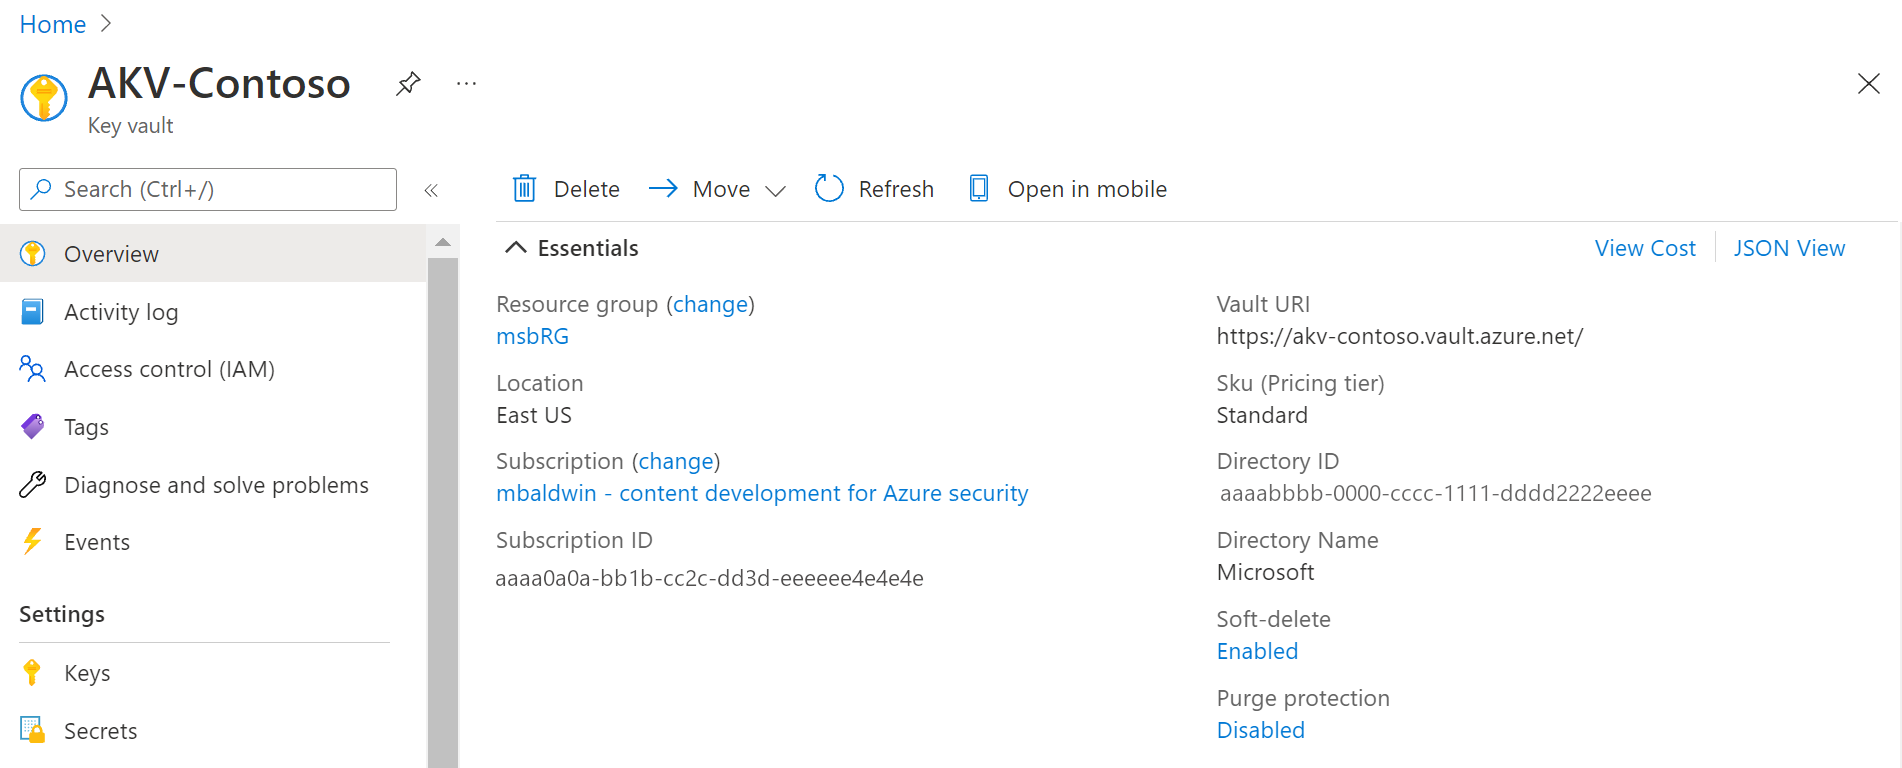 Home
AKV-Contoso
Key vault
Search (Ctrl+/)
Overview
Activity log
Access control (IAM)
Tags
Diagnose and solve problems
Events
Settings
Keys
Secrets
Delete Move Refresh Open in mobile
Essentials View Cost JSON View
Resource group (change)
msbRG
Location
East US
Subscription (change)
mbaldwin - content development for Azure security
Subscription ID
aaaa0a0a-bb1b-cc2c-dd3d-eeeeee4e4e4e
Vault URI
https://akv-contoso.vault.azure.net/
Sku (Pricing tier)
Standard
Directory ID
aaaabbbb-0000-cccc-1111-dddd2222eeee
Directory Name
Microsoft
Soft-delete
Enabled
Purge protection
Disabled